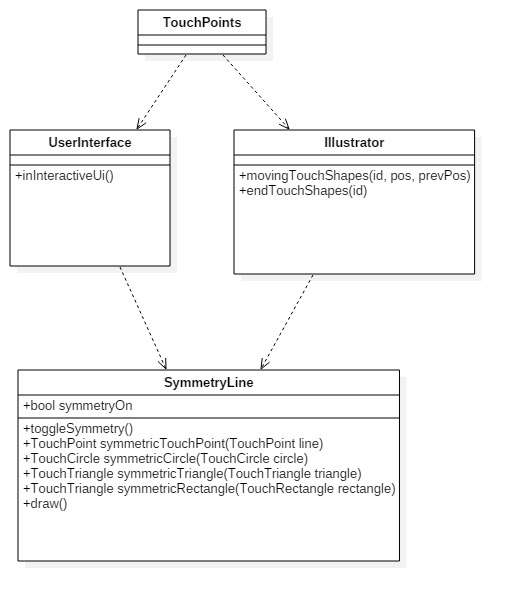 TouchPoints
UserInterface
+inInteractiveUi()
Illustrator
+movingTouchShapes(id, pos, prevPos)
+endTouchShapes(id)
SymmetryLine
+bool symmetryOn
+toggleSymmetry()
+TouchPoint symmetricTouchPoint(TouchPoint line)
+TouchCircle symmetricCircle(TouchCircle circle)
+TouchTriangle symmetricTriangle(TouchTriangle triangle)
+TouchTriangle symmetricRectangle(TouchRectangle rectangle)
+draw()